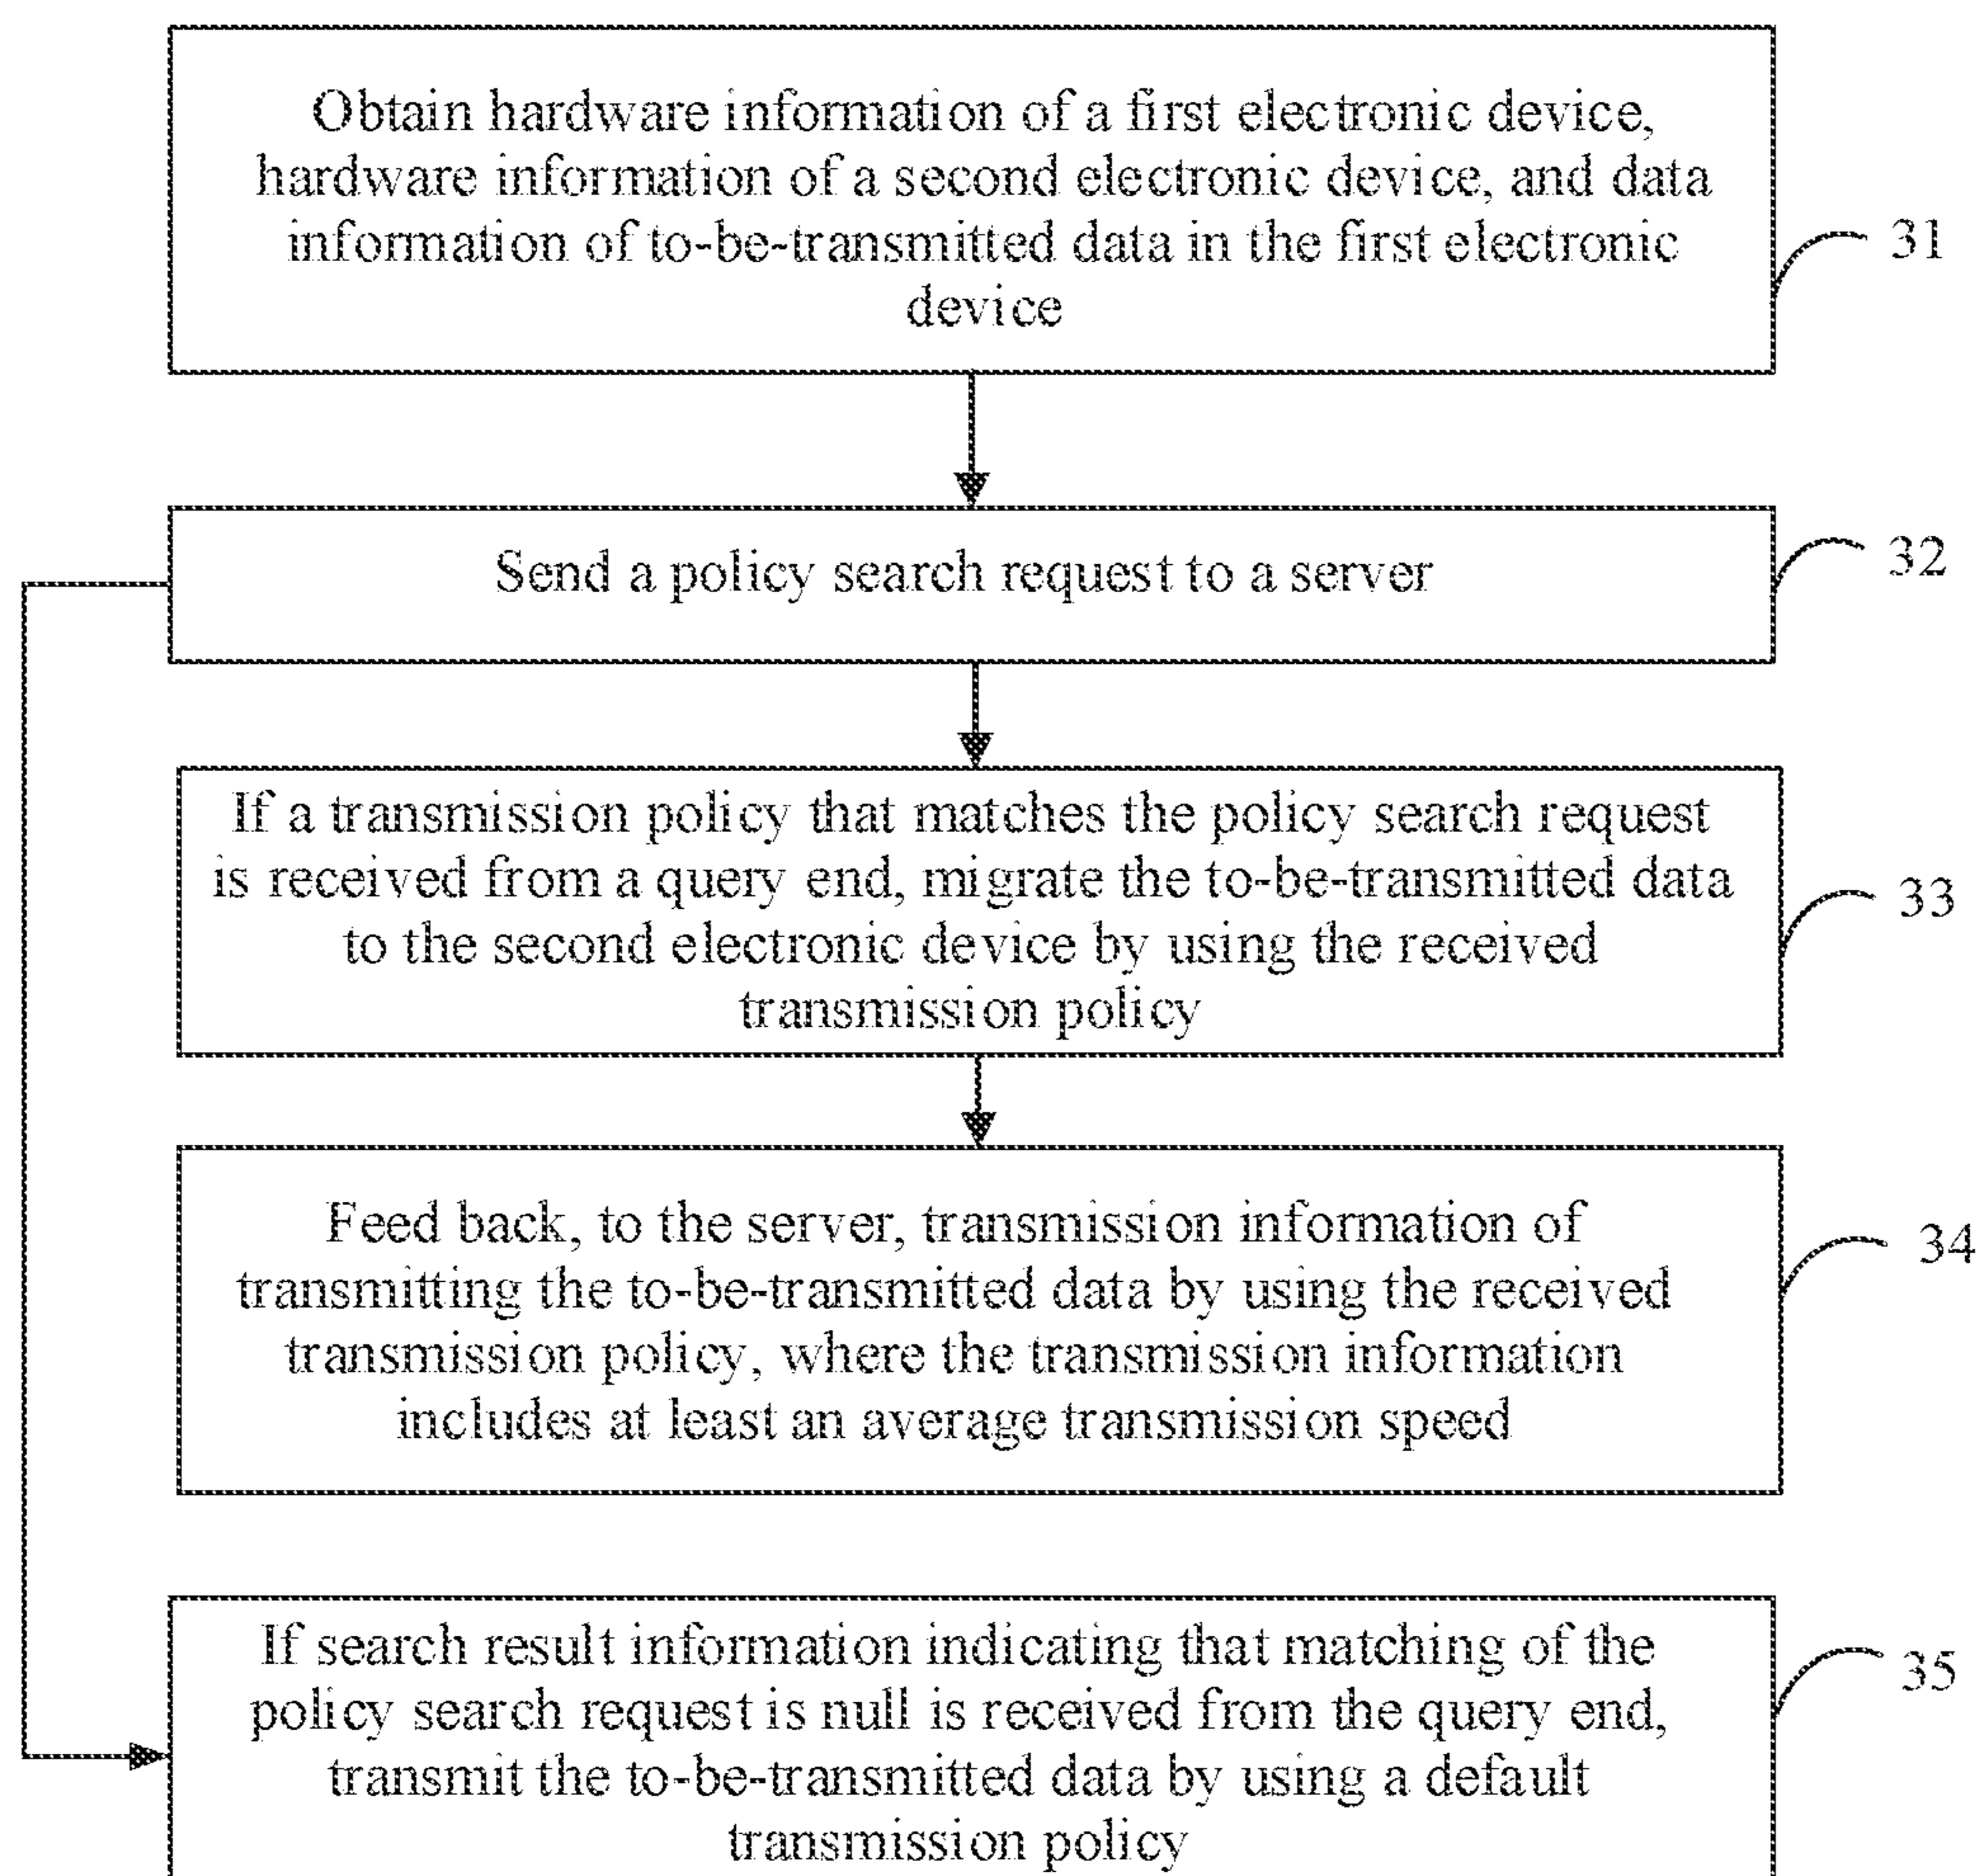 Obtain hardware information of a first electronic device,
hardware information of a second electronic device, and data
information of to-be-transmitted data in the first electronic
device
31
Send a policy search request to a server
32
If a transmission policy that matches the policy search request
is received from a query end, migrate the to-be-transmitted data
to the second electronic device by using the received
transmission policy
33
Feed back, to the server, transmission information of
transmitting the to-be-transmitted data by using the received
transmission policy, where the transmission information
includes at least an average transmission speed
34
If search result information indicating that matching of the
policy search request is null is received from the query end,
transmit the to-be-transmitted data by using a default
transmission policy
35